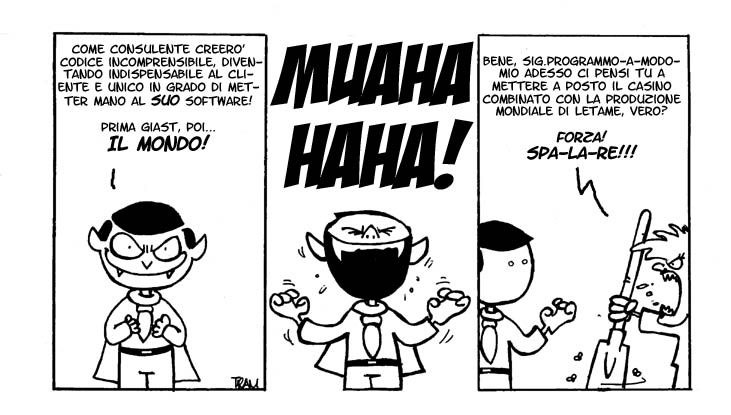 COME CONSULENTE CREERO'
CODICE INCOMPRENSIBILE, DIVEN-
TANDO INDISPENSABILE AL CLI-
ENTE E UNICO IN GRADO DI MET-
TER MANO AL SUO SOFTWARE!
PRIMA GIAST, POI...
IL MONDO!
TRAM
MUAHA
HAHA!
BENE, SIG.PROGRAMMO-A-MODO-
MIO ADESSO CI PENSI TU A
METTERE A POSTO IL CASINO
COMBINATO CON LA PRODUZIONE
MONDIALE DI LETAME, VERO?
FORZA!
SPA-LA-RE!!!